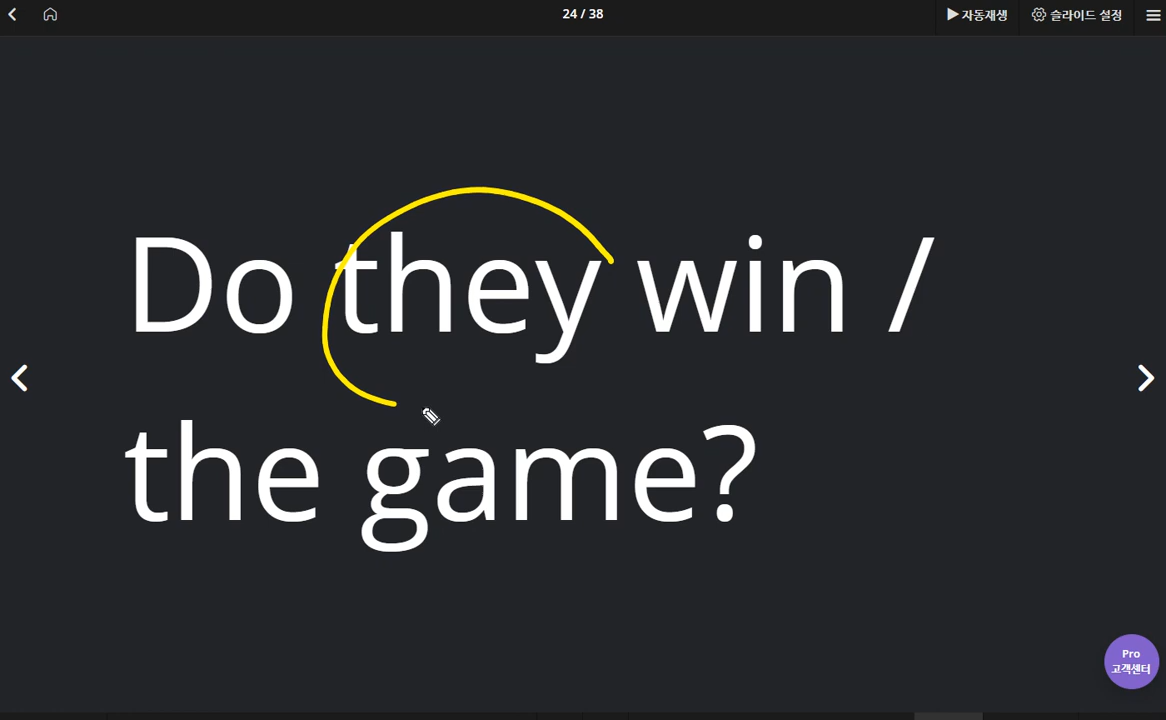 24 / 38
자동재생
슬라이드 설정
Do they win /
the game?
Pro
고객센터